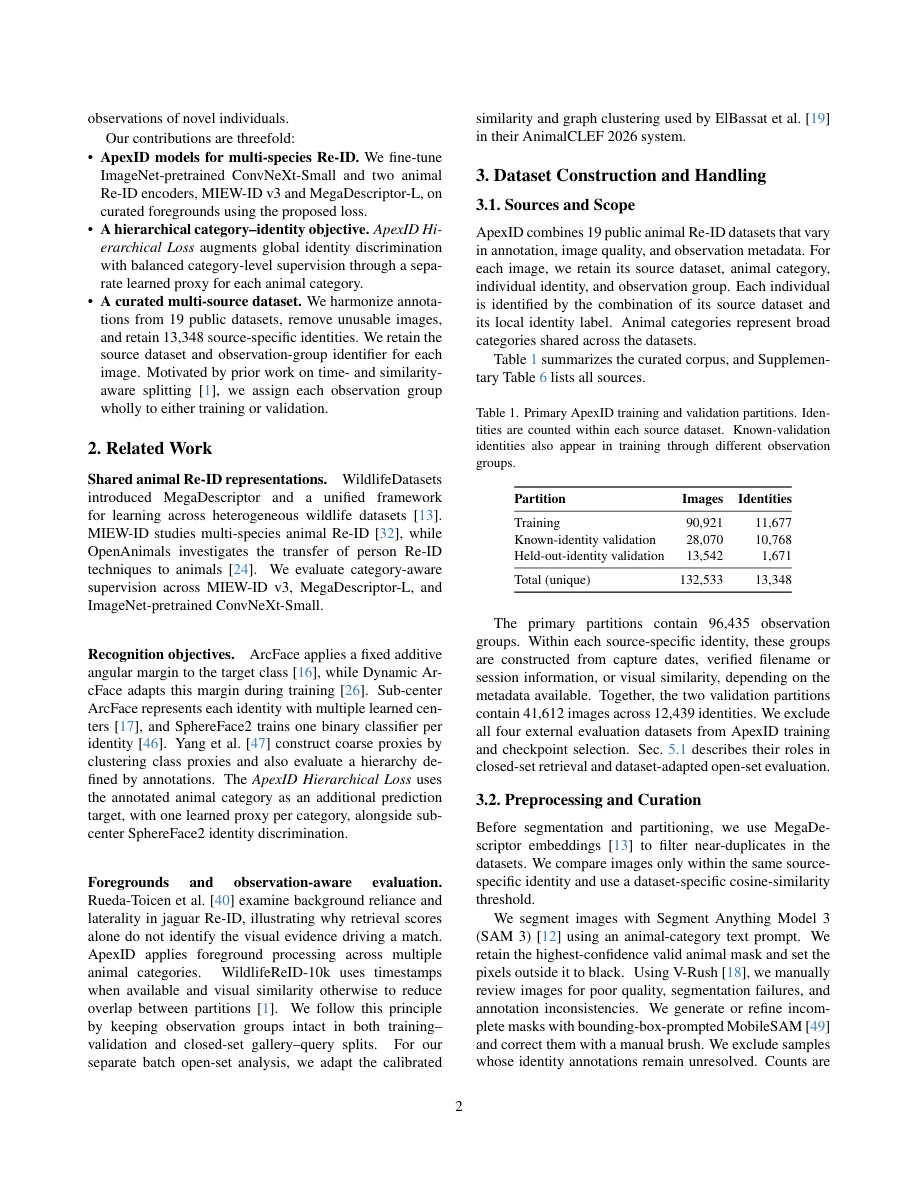 observations of novel individuals.
Our contributions are threefold:
• ApexID models for multi-species Re-ID. We fine-tune
ImageNet-pretrained ConvNeXt-Small and two animal
Re-ID encoders, MIEW-ID v3 and MegaDescriptor-L, on
curated foregrounds using the proposed loss.
• A hierarchical category–identity objective. ApexID Hi-
erarchical Loss augments global identity discrimination
with balanced category-level supervision through a sepa-
rate learned proxy for each animal category.
• A curated multi-source dataset. We harmonize annota-
tions from 19 public datasets, remove unusable images,
and retain 13,348 source-specific identities. We retain the
source dataset and observation-group identifier for each
image. Motivated by prior work on time- and similarity-
aware splitting [1], we assign each observation group
wholly to either training or validation.
2. Related Work
Shared animal Re-ID representations. WildlifeDatasets
introduced MegaDescriptor and a unified framework
for learning across heterogeneous wildlife datasets [13].
MIEW-ID studies multi-species animal Re-ID [32], while
OpenAnimals investigates the transfer of person Re-ID
techniques to animals [24]. We evaluate category-aware
supervision across MIEW-ID v3, MegaDescriptor-L, and
ImageNet-pretrained ConvNeXt-Small.
Recognition objectives. ArcFace applies a fixed additive
angular margin to the target class [16], while Dynamic Ar-
cFace adapts this margin during training [26]. Sub-center
ArcFace represents each identity with multiple learned cen-
ters [17], and SphereFace2 trains one binary classifier per
identity [46]. Yang et al. [47] construct coarse proxies by
clustering class proxies and also evaluate a hierarchy de-
fined by annotations. The ApexID Hierarchical Loss uses
the annotated animal category as an additional prediction
target, with one learned proxy per category, alongside sub-
center SphereFace2 identity discrimination.
Foregrounds and observation-aware evaluation.
Rueda-Toicen et al. [40] examine background reliance and
laterality in jaguar Re-ID, illustrating why retrieval scores
alone do not identify the visual evidence driving a match.
ApexID applies foreground processing across multiple
animal categories. WildlifeReID-10k uses timestamps
when available and visual similarity otherwise to reduce
overlap between partitions [1]. We follow this principle
by keeping observation groups intact in both training–
validation and closed-set gallery–query splits. For our
separate batch open-set analysis, we adapt the calibrated
similarity and graph clustering used by ElBassat et al. [19]
in their AnimalCLEF 2026 system.
3. Dataset Construction and Handling
3.1. Sources and Scope
ApexID combines 19 public animal Re-ID datasets that vary
in annotation, image quality, and observation metadata. For
each image, we retain its source dataset, animal category,
individual identity, and observation group. Each individual
is identified by the combination of its source dataset and
its local identity label. Animal categories represent broad
categories shared across the datasets.
Table 1 summarizes the curated corpus, and Supplemen-
tary Table 6 lists all sources.
Table 1. Primary ApexID training and validation partitions. Iden-
tities are counted within each source dataset. Known-validation
identities also appear in training through different observation
groups.
Partition Images Identities
Training 90,921 11,677
Known-identity validation 28,070 10,768
Held-out-identity validation 13,542 1,671
Total (unique) 132,533 13,348
The primary partitions contain 96,435 observation
groups. Within each source-specific identity, these groups
are constructed from capture dates, verified filename or
session information, or visual similarity, depending on the
metadata available. Together, the two validation partitions
contain 41,612 images across 12,439 identities. We exclude
all four external evaluation datasets from ApexID training
and checkpoint selection. Sec. 5.1 describes their roles in
closed-set retrieval and dataset-adapted open-set evaluation.
3.2. Preprocessing and Curation
Before segmentation and partitioning, we use MegaDe-
scriptor embeddings [13] to filter near-duplicates in the
datasets. We compare images only within the same source-
specific identity and use a dataset-specific cosine-similarity
threshold.
We segment images with Segment Anything Model 3
(SAM 3) [12] using an animal-category text prompt. We
retain the highest-confidence valid animal mask and set the
pixels outside it to black. Using V-Rush [18], we manually
review images for poor quality, segmentation failures, and
annotation inconsistencies. We generate or refine incom-
plete masks with bounding-box-prompted MobileSAM [49]
and correct them with a manual brush. We exclude samples
whose identity annotations remain unresolved. Counts are
2